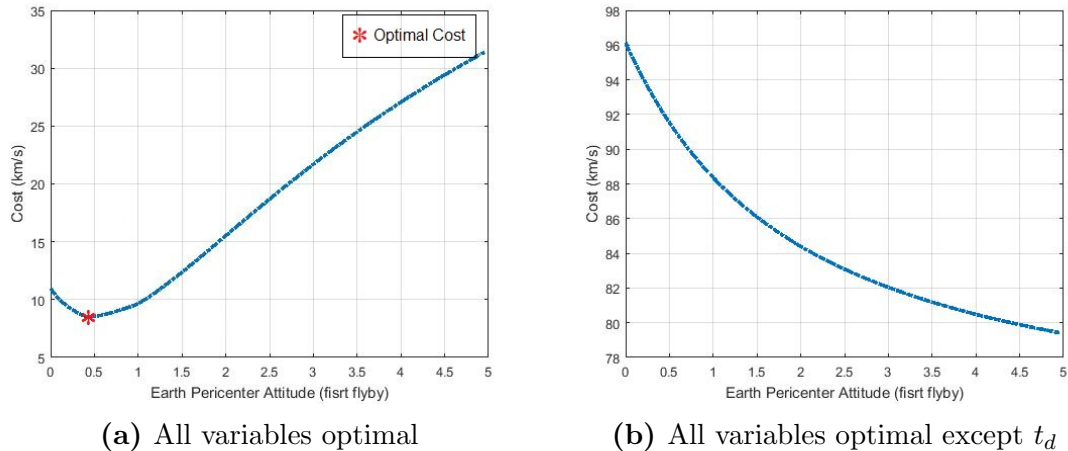 35
30
25
20
15
10
5
Cost (km/s)
0 0.5 1 1.5 2 2.5 3 3.5 4 4.5 5
Earth Pericenter Attitude (fisrt flyby)
Optimal Cost
(a) All variables optimal
98
96
94
92
90
88
86
84
82
80
78
Cost (km/s)
0 0.5 1 1.5 2 2.5 3 3.5 4 4.5 5
Earth Pericenter Attitude (fisrt flyby)
(b) All variables optimal except t_d